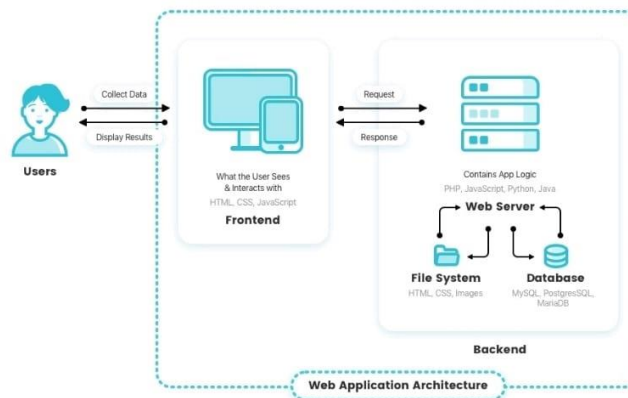 Collect Data
Display Results
Users
What the User Sees
& Interacts with
HTML, CSS, JavaScript
Frontend
Request
Response
Contains App Logic
PHP, JavaScript, Python, Java
Web Server
File System
HTML, CSS, Images
Database
MySQL, PostgresSQL,
MariaDB
Backend
Web Application Architecture